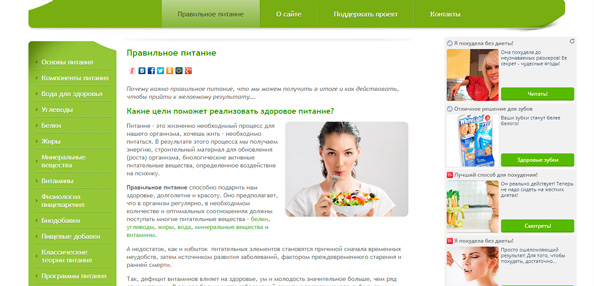 Правильное питание
О сайте
Поддержать проект
Контакты
Основы питания
Компоненты питания
Вода для здоровья
Углеводы
Белки
Жиры
Минеральные
вещества
Витамины
Физиология
пищеварения
Биодобавки
Пищевые добавки
Классические
теории питания
Программы питания
Правильное питание
Почему важно правильное питание, что мы можем получить в итоге и как действовать,
чтобы прийти к желаемому результату...
Какие цели поможет реализовать здоровое питание?
Питание - это жизненно необходимый процесс для
нашего организма, хочешь жить - необходимо
питаться. В результате этого процесса мы получаем
энергию, строительный материал для обновления
(роста) организма, биологические активные
питательные вещества, определенное воздействие
на психику.
Правильное питание способно подарить нам
здоровье, долголетие и красоту. Оно предполагает,
что в организм регулярно, в необходимом
количестве и оптимальных соотношениях должны
поступать многие питательные вещества - белки,
углеводы, жиры, вода, минеральные вещества и
витамины.
А недостаток, как и избыток питательных элементов становятся причиной сначала временных
неудобств, затем источником развития заболеваний, фактором преждевременного старения и
ранней смерти.
Так, дефицит витаминов влияет на здоровье, ум и молодость значительное больше, чем ряд
Я похудела без диеты!
Она похудела до
неузнаваемых размеров! Ее
секрет - чудесные ягоды!
Читать!
Отличное решение для зубов
Ваши зубки станут белее
белого!
Здоровые зубки
Лучший способ для похудения!
Он реально действует! Теперь
не надо сидеть на жестких
диетах!
Смотреть!
Я похудела без диеты!
Просто ошеломляющий
результат! Для того, чтобы
похудеть, достаточно...